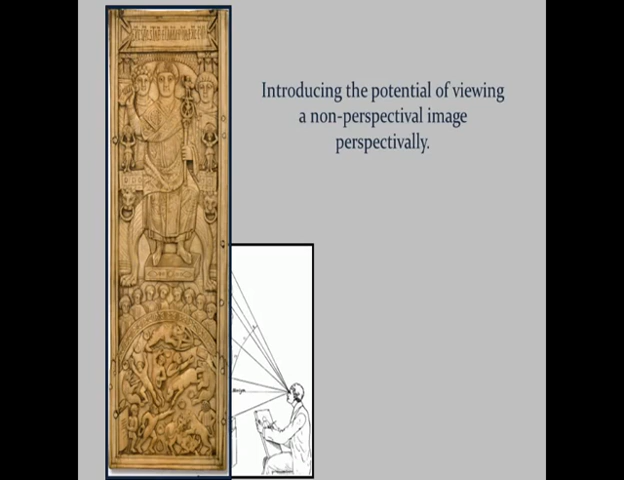 Introducing the potential of viewing
a non-perspectival image
perspectivally.